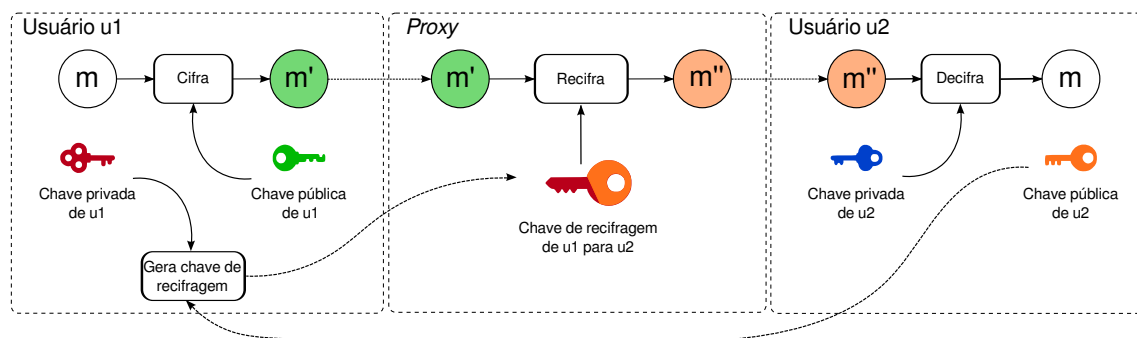 Usuário u1
Proxy
Usuário u2
m
Cifra
m'
m'
Recifra
m''
m''
Decifra
m
Chave privada
de u1
Chave pública
de u1
Chave de recifragem
de u1 para u2
Chave privada
de u2
Chave pública
de u2
Gera chave de
recifragem